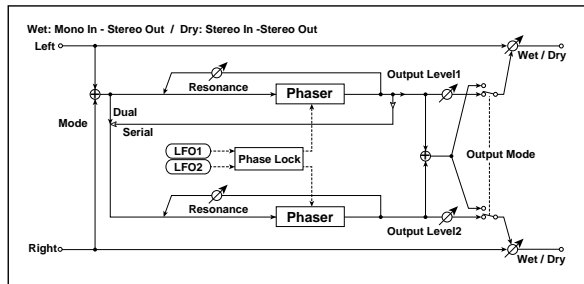 Wet: Mono In - Stereo Out / Dry: Stereo In -Stereo Out
Left
Wet / Dry
Resonance
Phaser
Output Level1
Mode
Dual
Serial
LFO1
LFO2
Phase Lock
Output Mode
Resonance
Phaser
Output Level2
Right
Wet / Dry